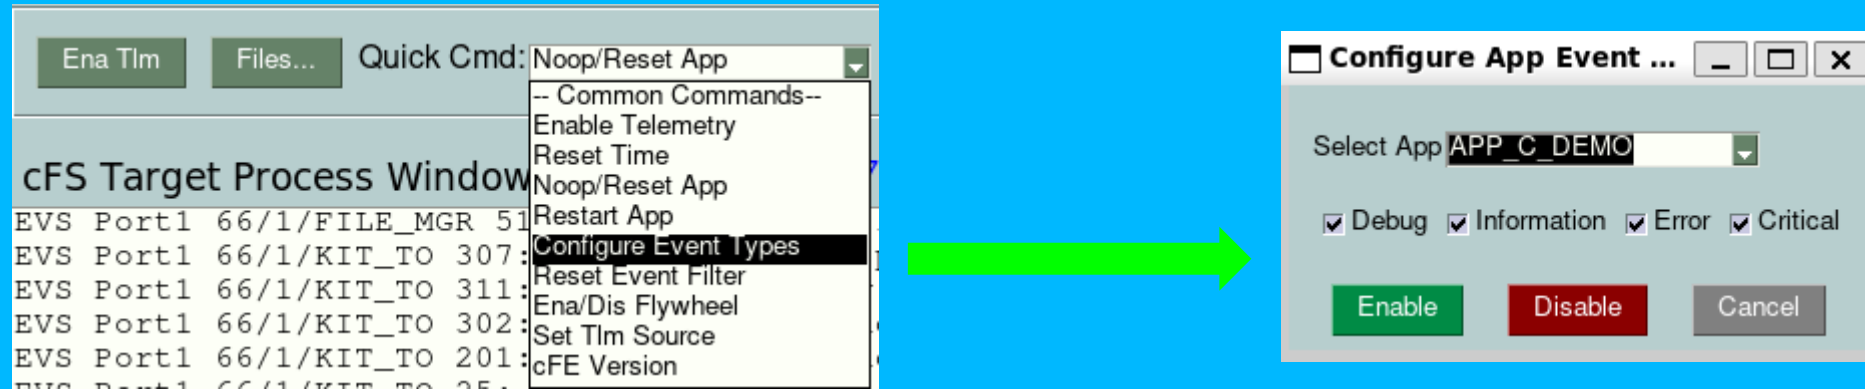 Ena Tlm
Files...
Quick Cmd:
Noop/Reset App
-- Common Commands--
Enable Telemetry
Reset Time
Noop/Reset App
Restart App
Configure Event Types
Reset Event Filter
Ena/Dis Flywheel
Set Tlm Source
cFE Version
cFS Target Process Window
EVS Port1 66/1/FILE_MGR 51
EVS Port1 66/1/KIT_TO 307:
EVS Port1 66/1/KIT_TO 311:
EVS Port1 66/1/KIT_TO 302:
EVS Port1 66/1/KIT_TO 201:
Configure App Event ...
Select App APP_C_DEMO
Debug Information Error Critical
Enable Disable Cancel